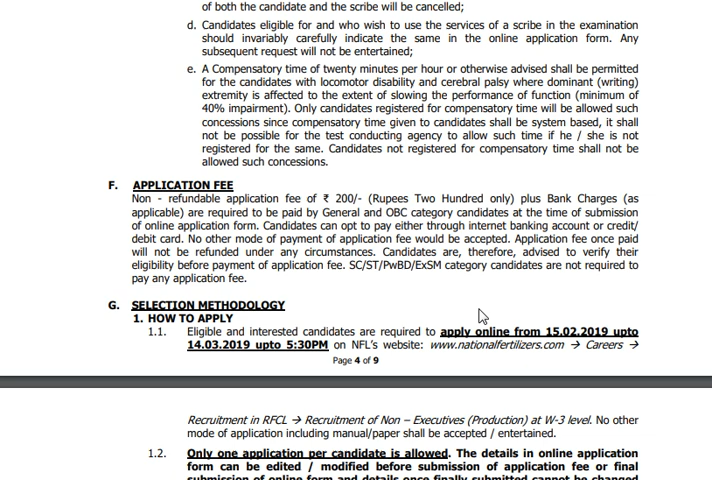 of both the candidate and the scribe will be cancelled;
d. Candidates eligible for and who wish to use the services of a scribe in the examination
should invariably carefully indicate the same in the online application form. Any
subsequent request will not be entertained;
e. A Compensatory time of twenty minutes per hour or otherwise advised shall be permitted
for the candidates with locomotor disability and cerebral palsy where dominant (writing)
extremity is affected to the extent of slowing the performance of function (minimum of
40% impairment). Only candidates registered for compensatory time will be allowed such
concessions since compensatory time given to candidates shall be system based, it shall
not be possible for the test conducting agency to allow such time if he / she is not
registered for the same. Candidates not registered for compensatory time shall not be
allowed such concessions.
F. APPLICATION FEE
Non - refundable application fee of ₹ 200/- (Rupees Two Hundred only) plus Bank Charges (as
applicable) are required to be paid by General and OBC category candidates at the time of submission
of online application form. Candidates can opt to pay either through internet banking account or credit/
debit card. No other mode of payment of application fee would be accepted. Application fee once paid
will not be refunded under any circumstances. Candidates are, therefore, advised to verify their
eligibility before payment of application fee. SC/ST/PwBD/ExSM category candidates are not required to
pay any application fee.
G. SELECTION METHODOLOGY
1. HOW TO APPLY
1.1. Eligible and interested candidates are required to apply online from 15.02.2019 upto
14.03.2019 upto 5:30PM on NFL's website: www.nationalfertilizers.com → Careers →
Page 4 of 9
Recruitment in RFCL → Recruitment of Non – Executives (Production) at W-3 level. No other
mode of application including manual/paper shall be accepted / entertained.
1.2. Only one application per candidate is allowed. The details in online application
form can be edited / modified before submission of application fee or final
submission of online form and details once finally submitted cannot be changed